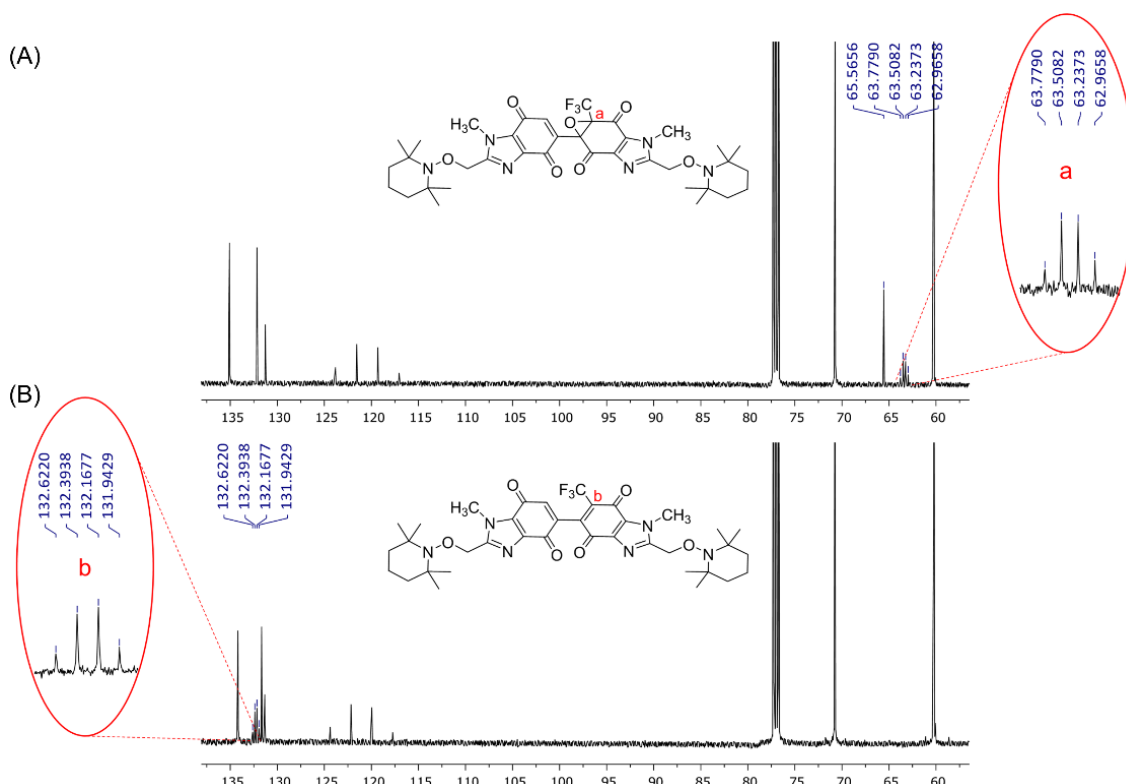 (A)
65.5656
63.7790
63.5082
63.2373
62.9658
63.7790
63.5082
63.2373
62.9658
a
O
F3C
a
O
H3C
N
O
N
CH3
N
O
N
O
O
N
O
N
135 130 125 120 115 110 105 100 95 90 85 80 75 70 65 60
(B)
132.6220
132.3938
132.1677
131.9429
b
132.6220
132.3938
132.1677
131.9429
O
F3C
b
O
H3C
N
N
CH3
N
O
N
O
O
N
O
N
135 130 125 120 115 110 105 100 95 90 85 80 75 70 65 60